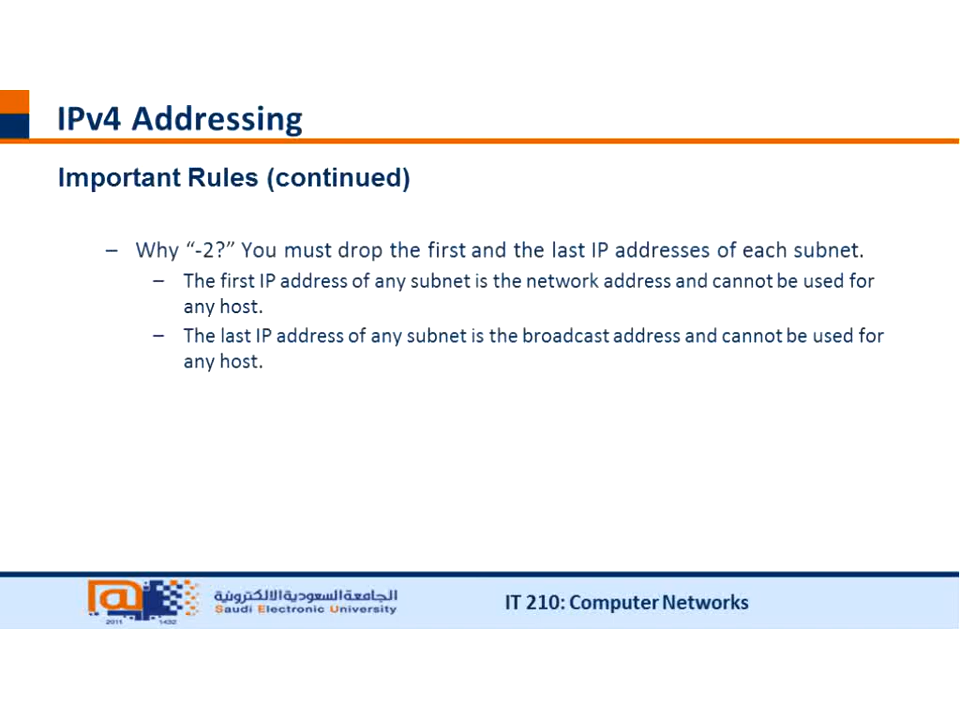 IPv4 Addressing
Important Rules (continued)
– Why “-2?” You must drop the first and the last IP addresses of each subnet.
– The first IP address of any subnet is the network address and cannot be used for
any host.
– The last IP address of any subnet is the broadcast address and cannot be used for
any host.
الجامعة السعودية الالكترونية
Saudi Electronic University
2011 1432
IT 210: Computer Networks